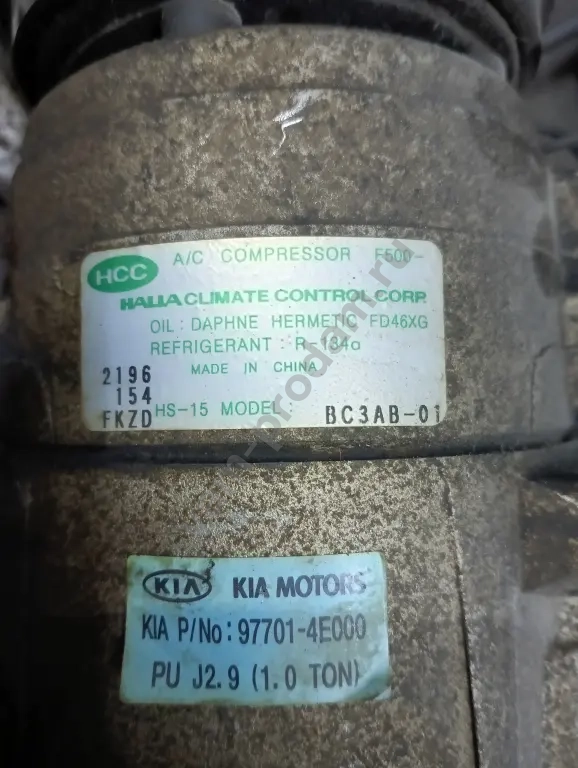 HCC
A/C COMPRESSOR F500-
HALLA CLIMATE CONTROL CORP.
OIL : DAPHNE HERMETIC FD46XG
REFRIGERANT : R-134a
MADE IN CHINA
2196
154
FKZD
HS-15 MODEL : BC3AB-01
KIA KIA MOTORS
KIA P/No : 97701-4E000
PU J2.9 (1.0 TON)